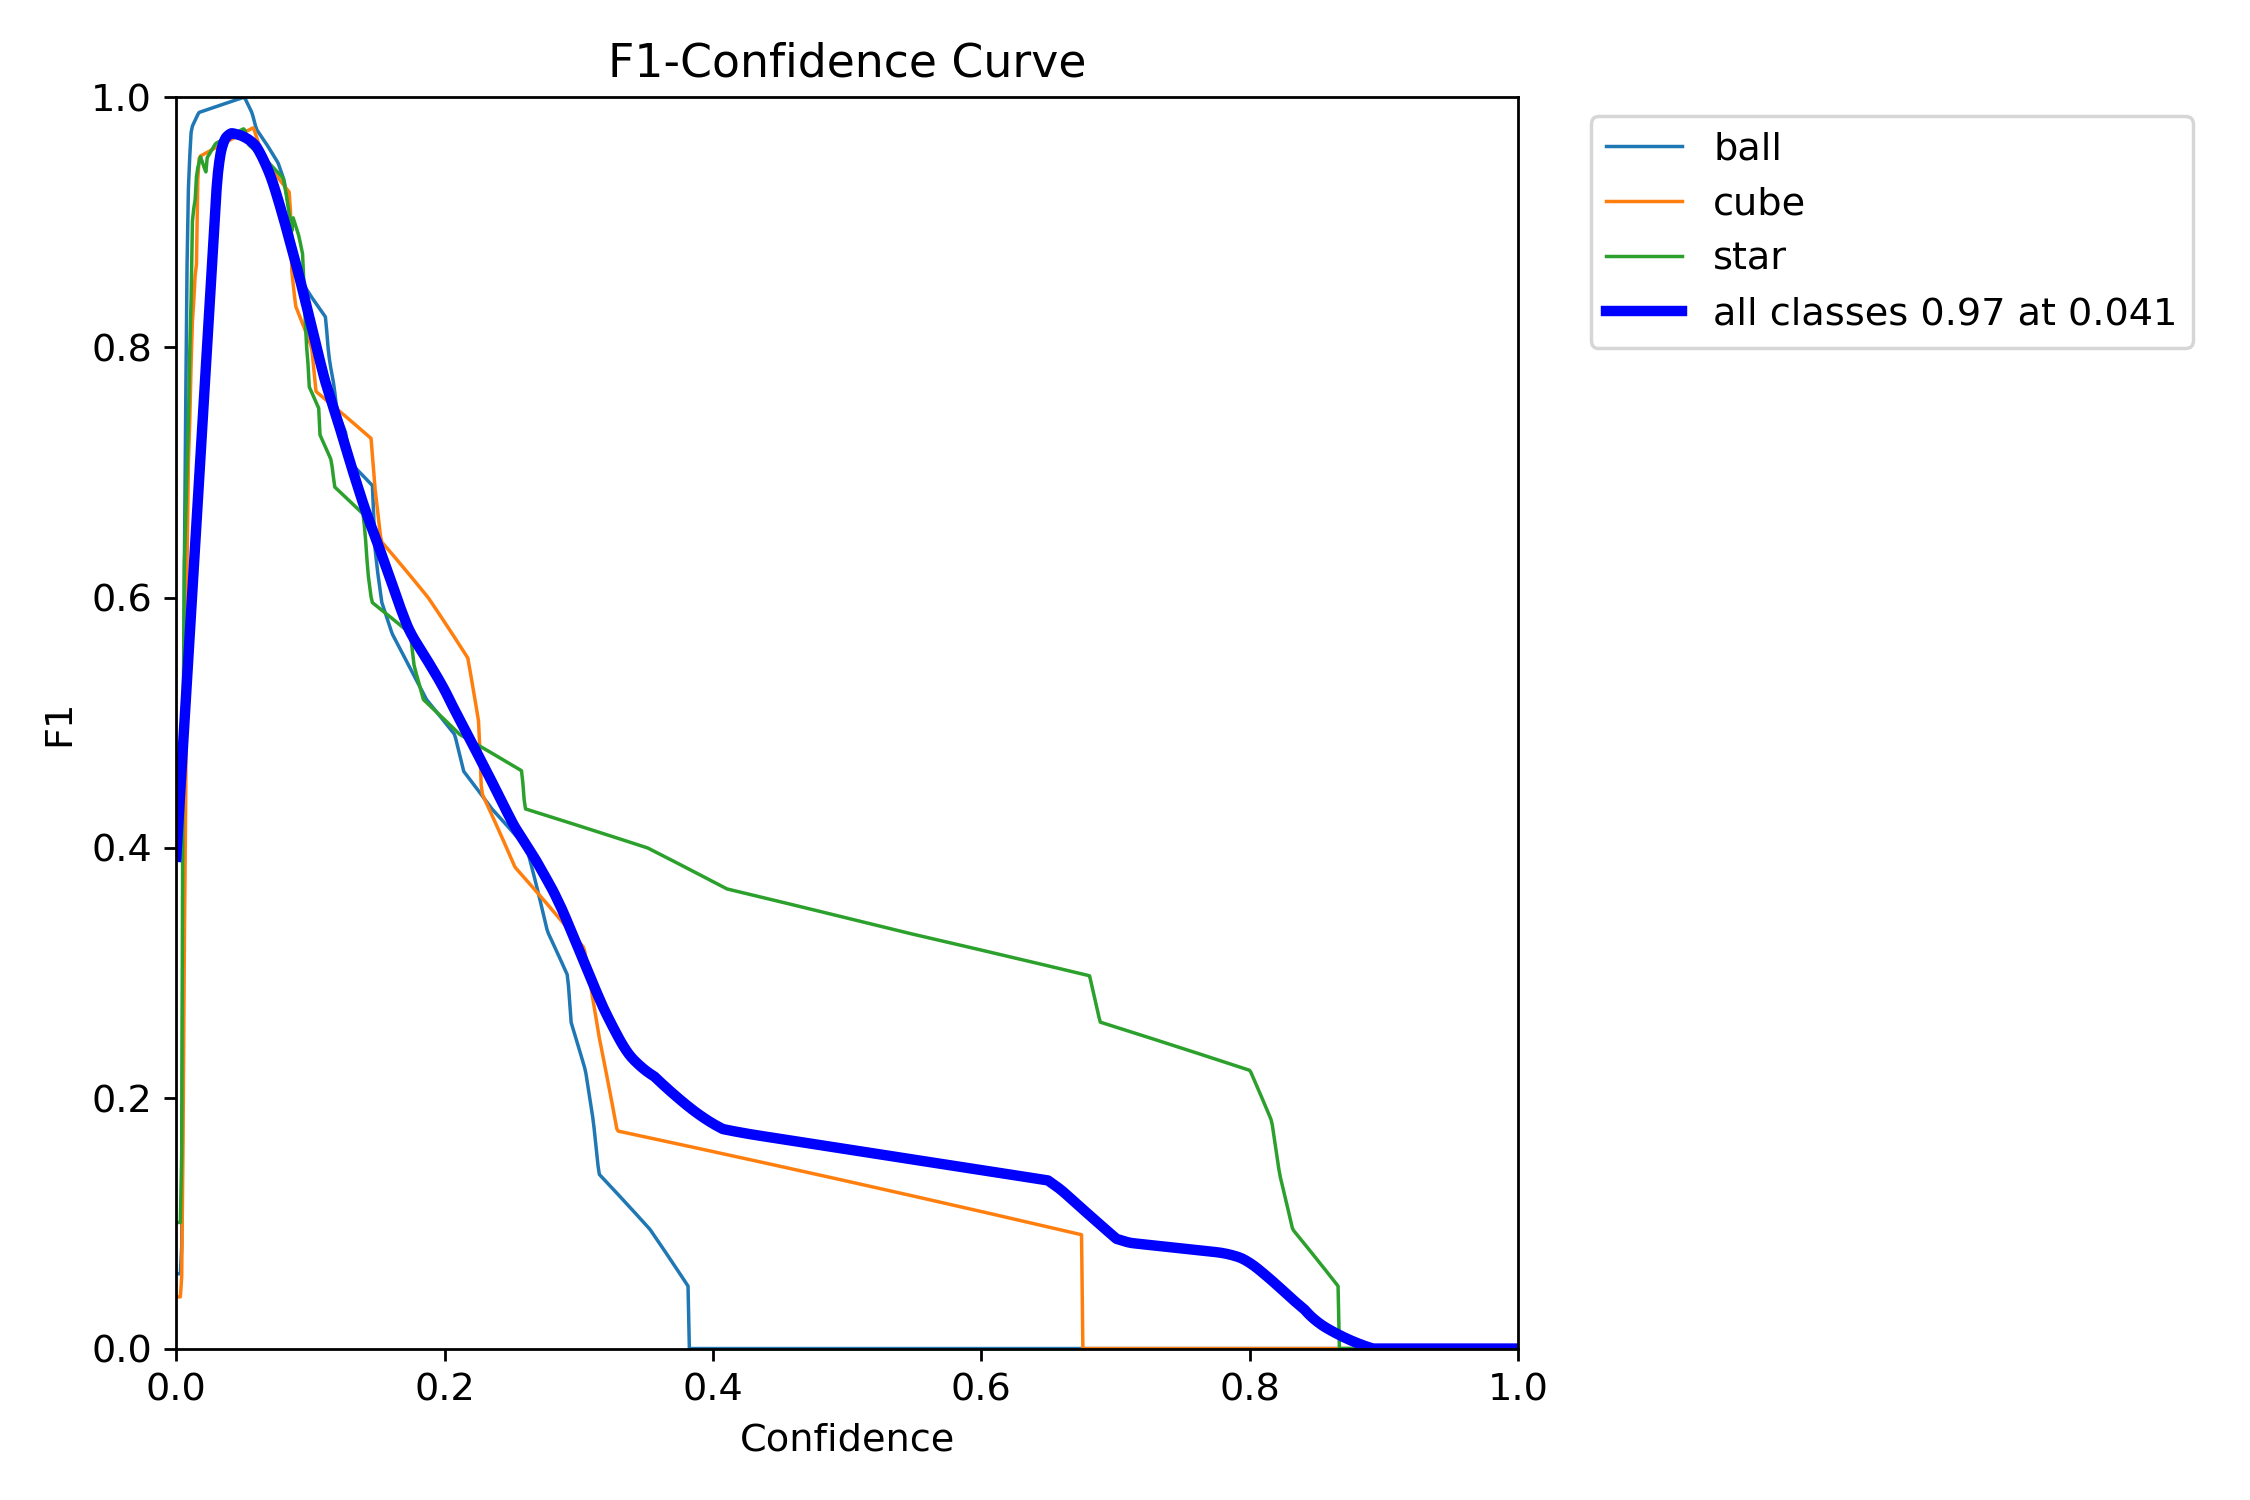 F1-Confidence Curve
1.0
0.8
0.6
0.4
0.2
0.0
F1
0.0 0.2 0.4 0.6 0.8 1.0
Confidence
ball
cube
star
all classes 0.97 at 0.041